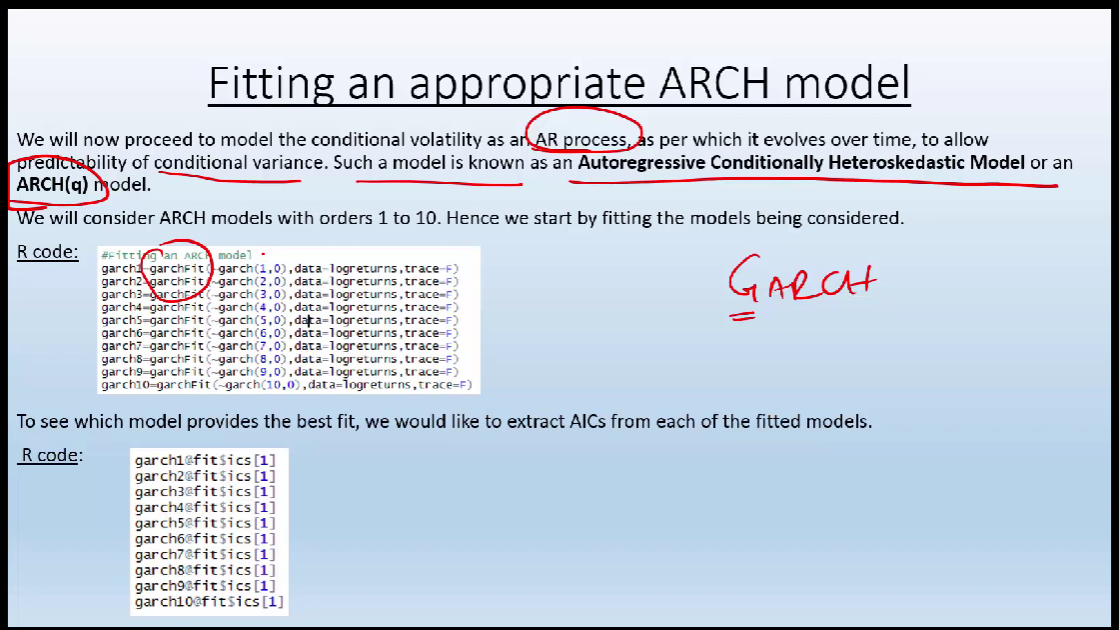 Fitting an appropriate ARCH model
We will now proceed to model the conditional volatility as an AR process, as per which it evolves over time, to allow
predictability of conditional variance. Such a model is known as an Autoregressive Conditionally Heteroskedastic Model or an
ARCH(q) model.
We will consider ARCH models with orders 1 to 10. Hence we start by fitting the models being considered.
R code:
#Fitting an ARCH model
garch1=garchFit(~garch(1,0),data=logreturns,trace=F)
garch2=garchFit(~garch(2,0),data=logreturns,trace=F)
garch3=garchFit(~garch(3,0),data=logreturns,trace=F)
garch4=garchFit(~garch(4,0),data=logreturns,trace=F)
garch5=garchFit(~garch(5,0),data=logreturns,trace=F)
garch6=garchFit(~garch(6,0),data=logreturns,trace=F)
garch7=garchFit(~garch(7,0),data=logreturns,trace=F)
garch8=garchFit(~garch(8,0),data=logreturns,trace=F)
garch9=garchFit(~garch(9,0),data=logreturns,trace=F)
garch10=garchFit(~garch(10,0),data=logreturns,trace=F)
GARCH
To see which model provides the best fit, we would like to extract AICs from each of the fitted models.
R code:
garch1@fit$ics[1]
garch2@fit$ics[1]
garch3@fit$ics[1]
garch4@fit$ics[1]
garch5@fit$ics[1]
garch6@fit$ics[1]
garch7@fit$ics[1]
garch8@fit$ics[1]
garch9@fit$ics[1]
garch10@fit$ics[1]